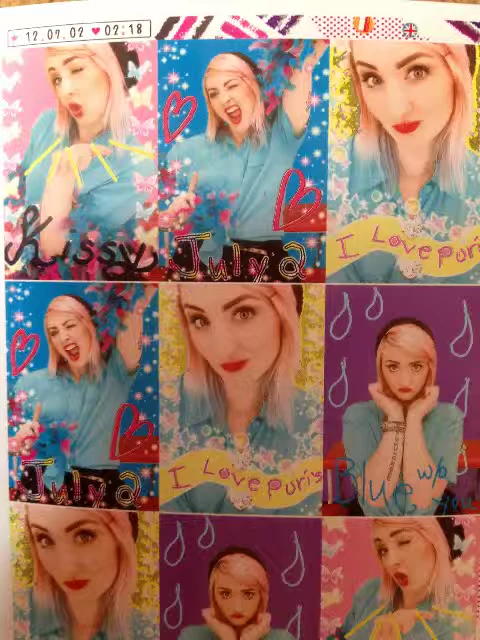 12.07.02 ♥ 02:18
Kissy
July 2
I Love puri
July 2
I Love puri's
Blue w/o